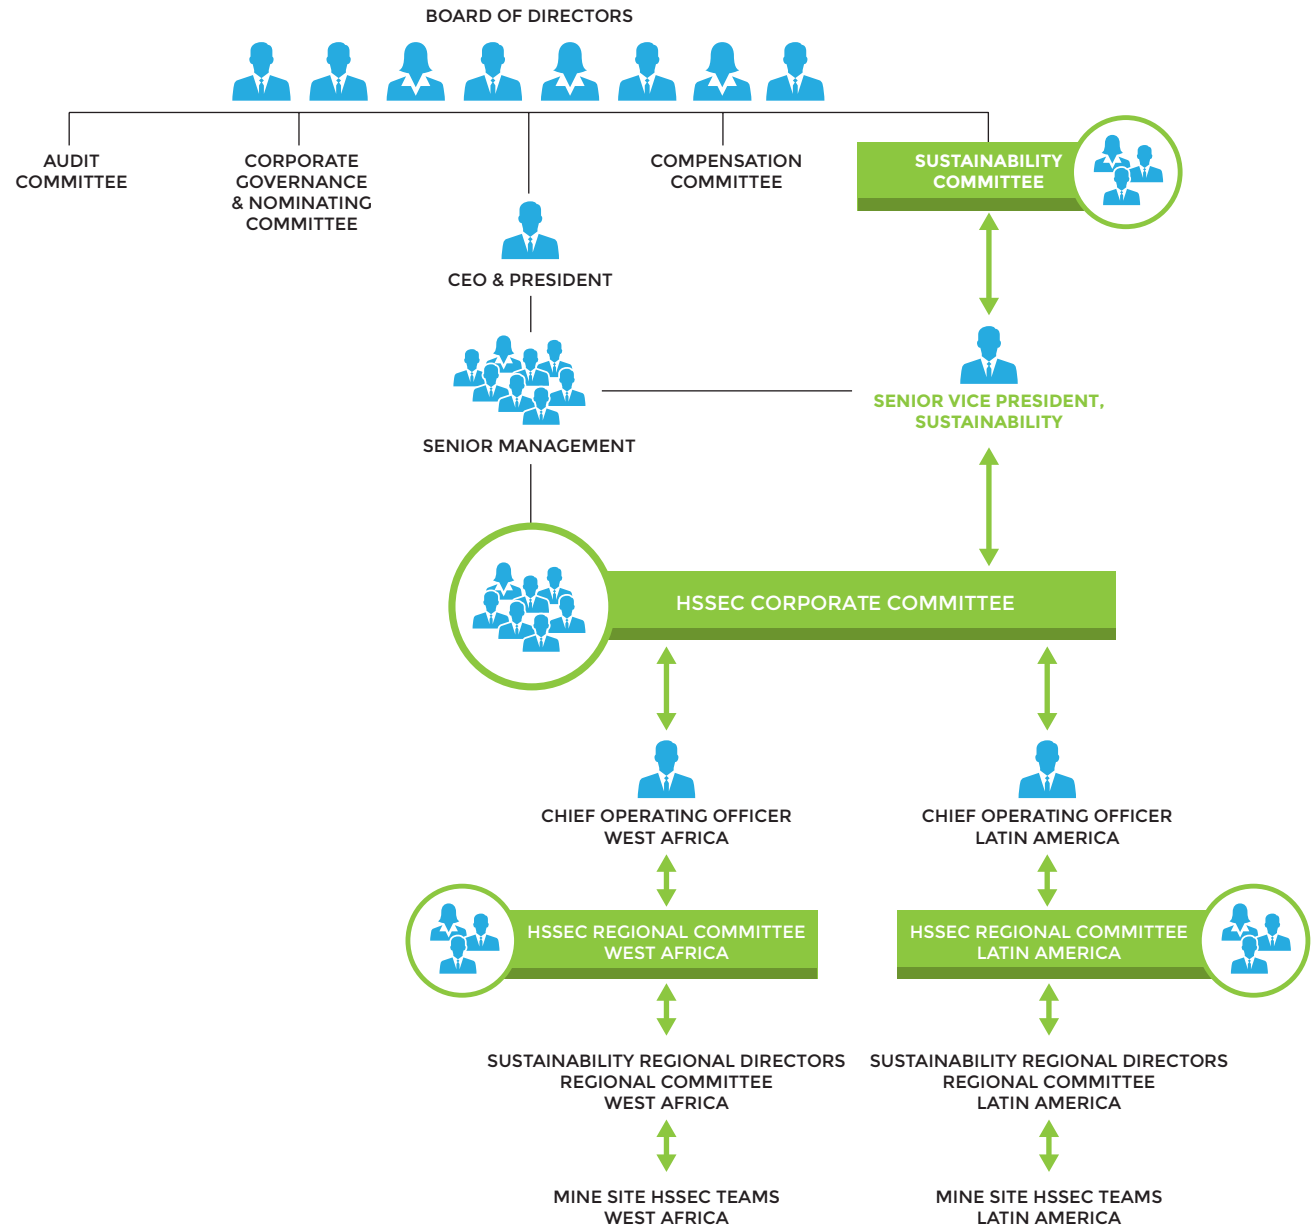 BOARD OF DIRECTORS
AUDIT
COMMITTEE
CORPORATE
GOVERNANCE
& NOMINATING
COMMITTEE
COMPENSATION
COMMITTEE
SUSTAINABILITY
COMMITTEE
CEO & PRESIDENT
SENIOR VICE PRESIDENT,
SUSTAINABILITY
SENIOR MANAGEMENT
HSSEC CORPORATE COMMITTEE
CHIEF OPERATING OFFICER
WEST AFRICA
CHIEF OPERATING OFFICER
LATIN AMERICA
HSSEC REGIONAL COMMITTEE
WEST AFRICA
HSSEC REGIONAL COMMITTEE
LATIN AMERICA
SUSTAINABILITY REGIONAL DIRECTORS
REGIONAL COMMITTEE
WEST AFRICA
SUSTAINABILITY REGIONAL DIRECTORS
REGIONAL COMMITTEE
LATIN AMERICA
MINE SITE HSSEC TEAMS
WEST AFRICA
MINE SITE HSSEC TEAMS
LATIN AMERICA